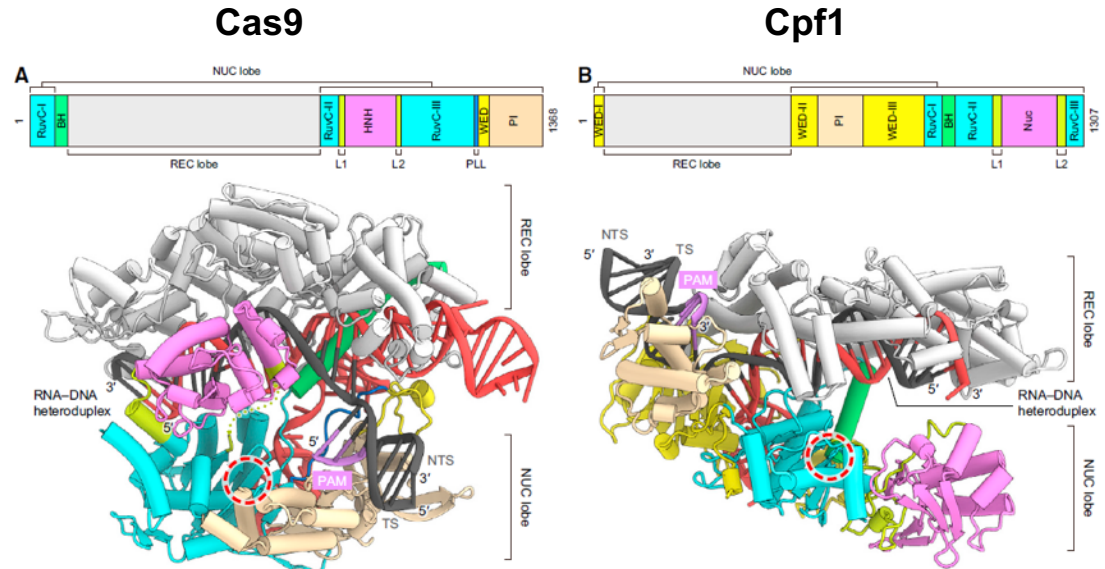 Cas9
Cpf1
A
NUC lobe
1
RuvC-I
BH
RuvC-II
HNH
RuvC-III
WED
PI
1368
REC lobe
L1
L2
PLL
REC lobe
RNA–DNA
heteroduplex
3′
5′
5′
PAM
NTS
3′
5′
TS
NUC lobe
B
NUC lobe
1
WED-I
WED-II
PI
WED-III
RuvC-I
BH
RuvC-II
Nuc
RuvC-III
1307
REC lobe
L1
L2
NTS
5′
3′
TS
PAM
3′
REC lobe
5′
3′
RNA–DNA
heteroduplex
NUC lobe